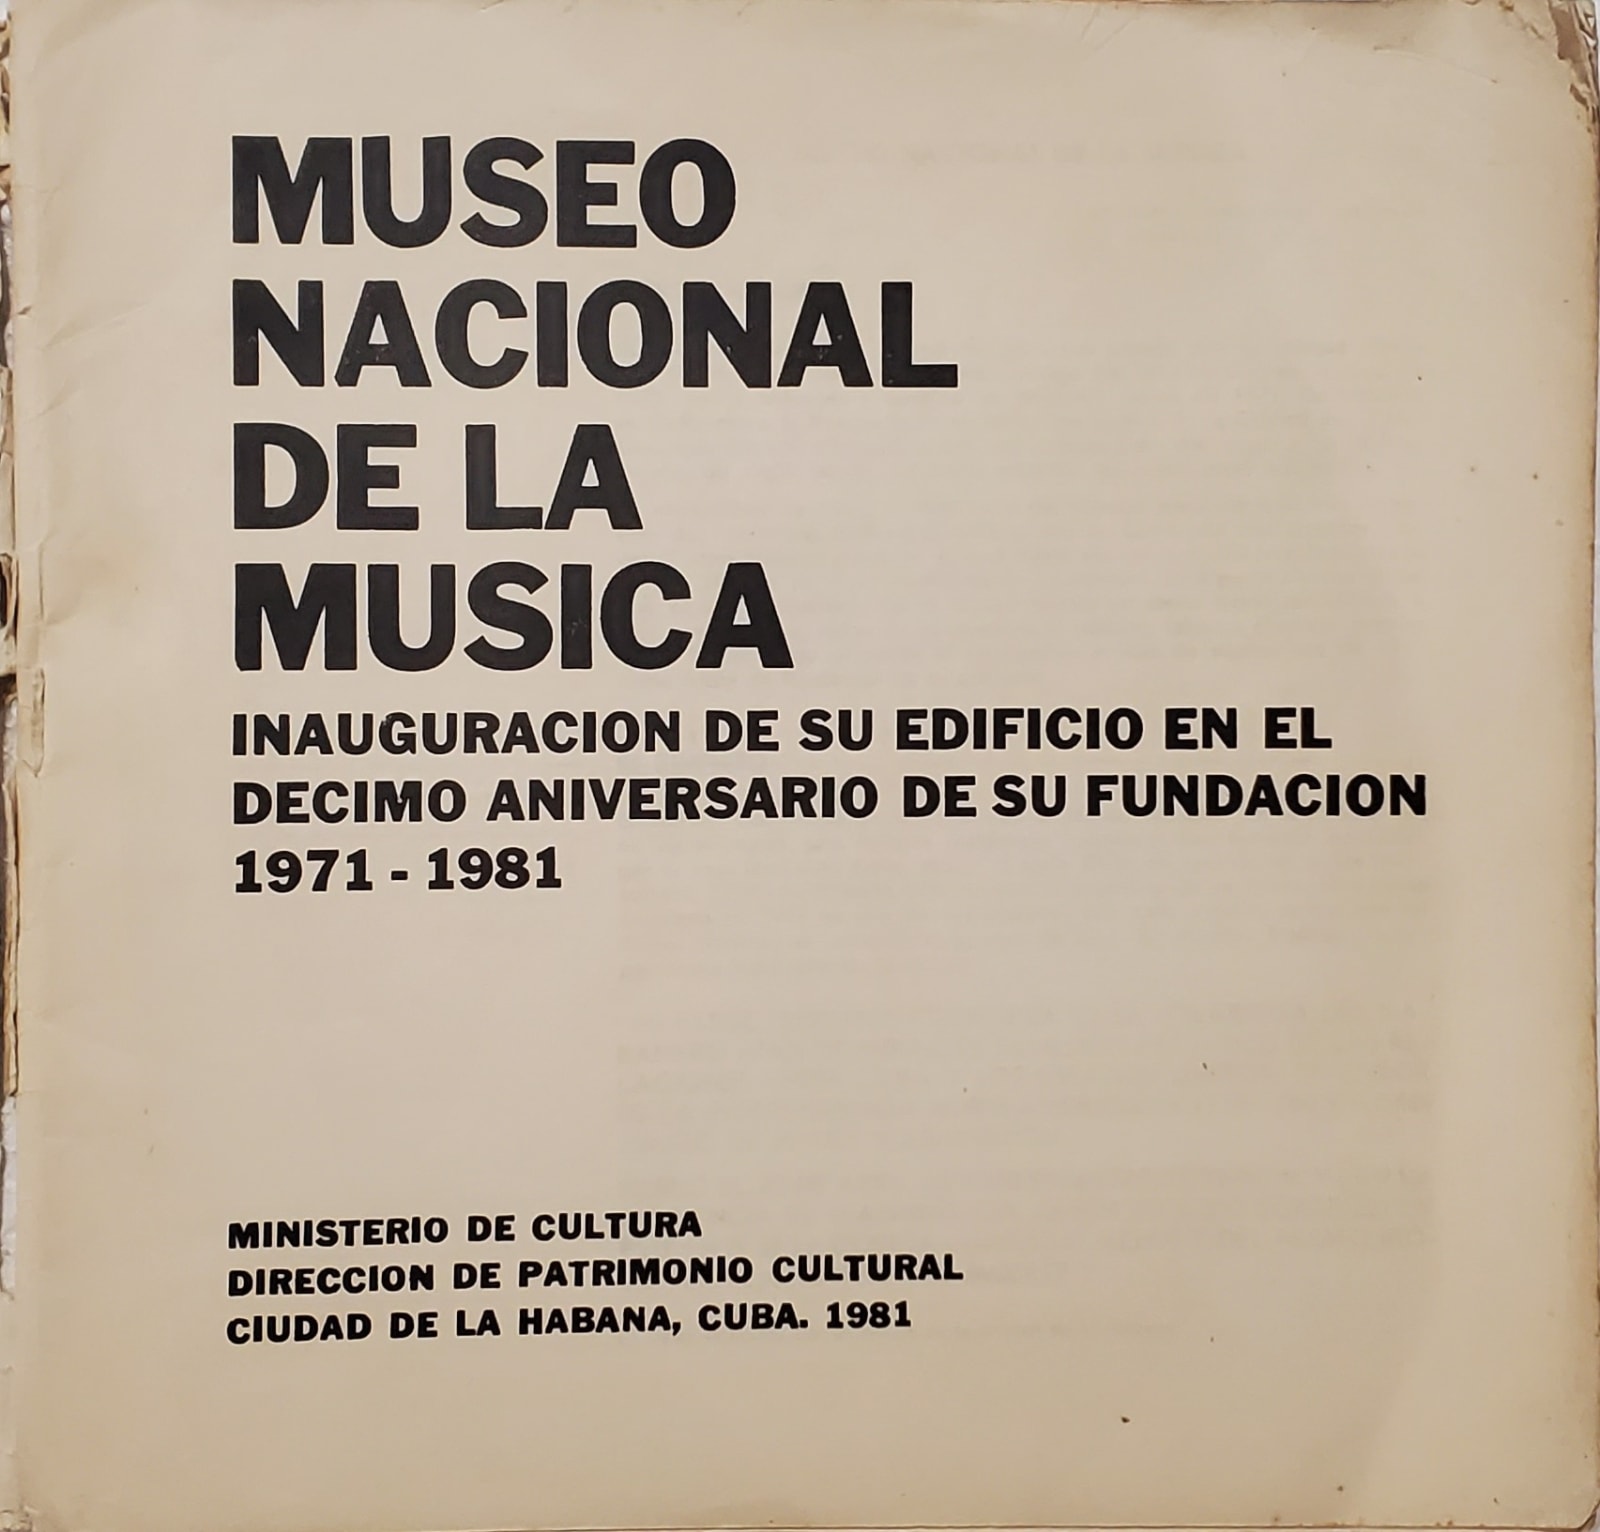 MUSEO
NACIONAL
DE LA
MUSICA
INAUGURACION DE SU EDIFICIO EN EL
DECIMO ANIVERSARIO DE SU FUNDACION
1971 - 1981
MINISTERIO DE CULTURA
DIRECCION DE PATRIMONIO CULTURAL
CIUDAD DE LA HABANA, CUBA. 1981